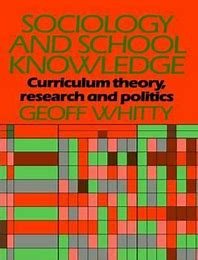 SOCIOLOGY
AND SCHOOL
KNOWLEDGE
Curriculum theory,
research and politics
GEOFF WHITTY